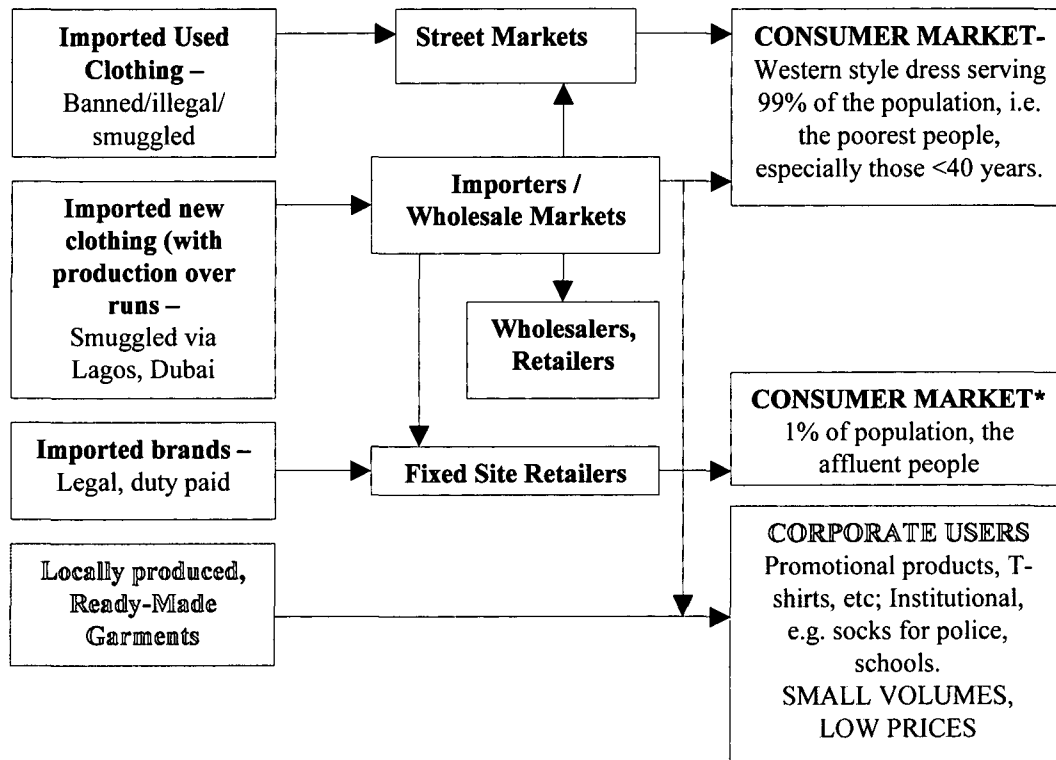 Imported Used
Clothing –
Banned/illegal/
smuggled
Street Markets
CONSUMER MARKET-
Western style dress serving
99% of the population, i.e.
the poorest people,
especially those <40 years.
Imported new
clothing (with
production over
runs –
Smuggled via
Lagos, Dubai
Importers /
Wholesale Markets
Wholesalers,
Retailers
Imported brands –
Legal, duty paid
Fixed Site Retailers
CONSUMER MARKET*
1% of population, the
affluent people
Locally produced,
Ready-Made
Garments
CORPORATE USERS
Promotional products, T-
shirts, etc; Institutional,
e.g. socks for police,
schools.
SMALL VOLUMES,
LOW PRICES